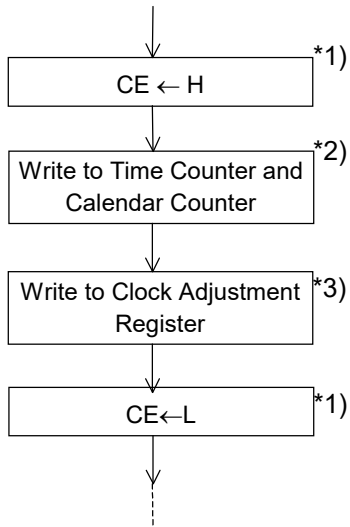 *1)
CE ← H
*2)
Write to Time Counter and
Calendar Counter
*3)
Write to Clock Adjustment
Register
*1)
CE←L